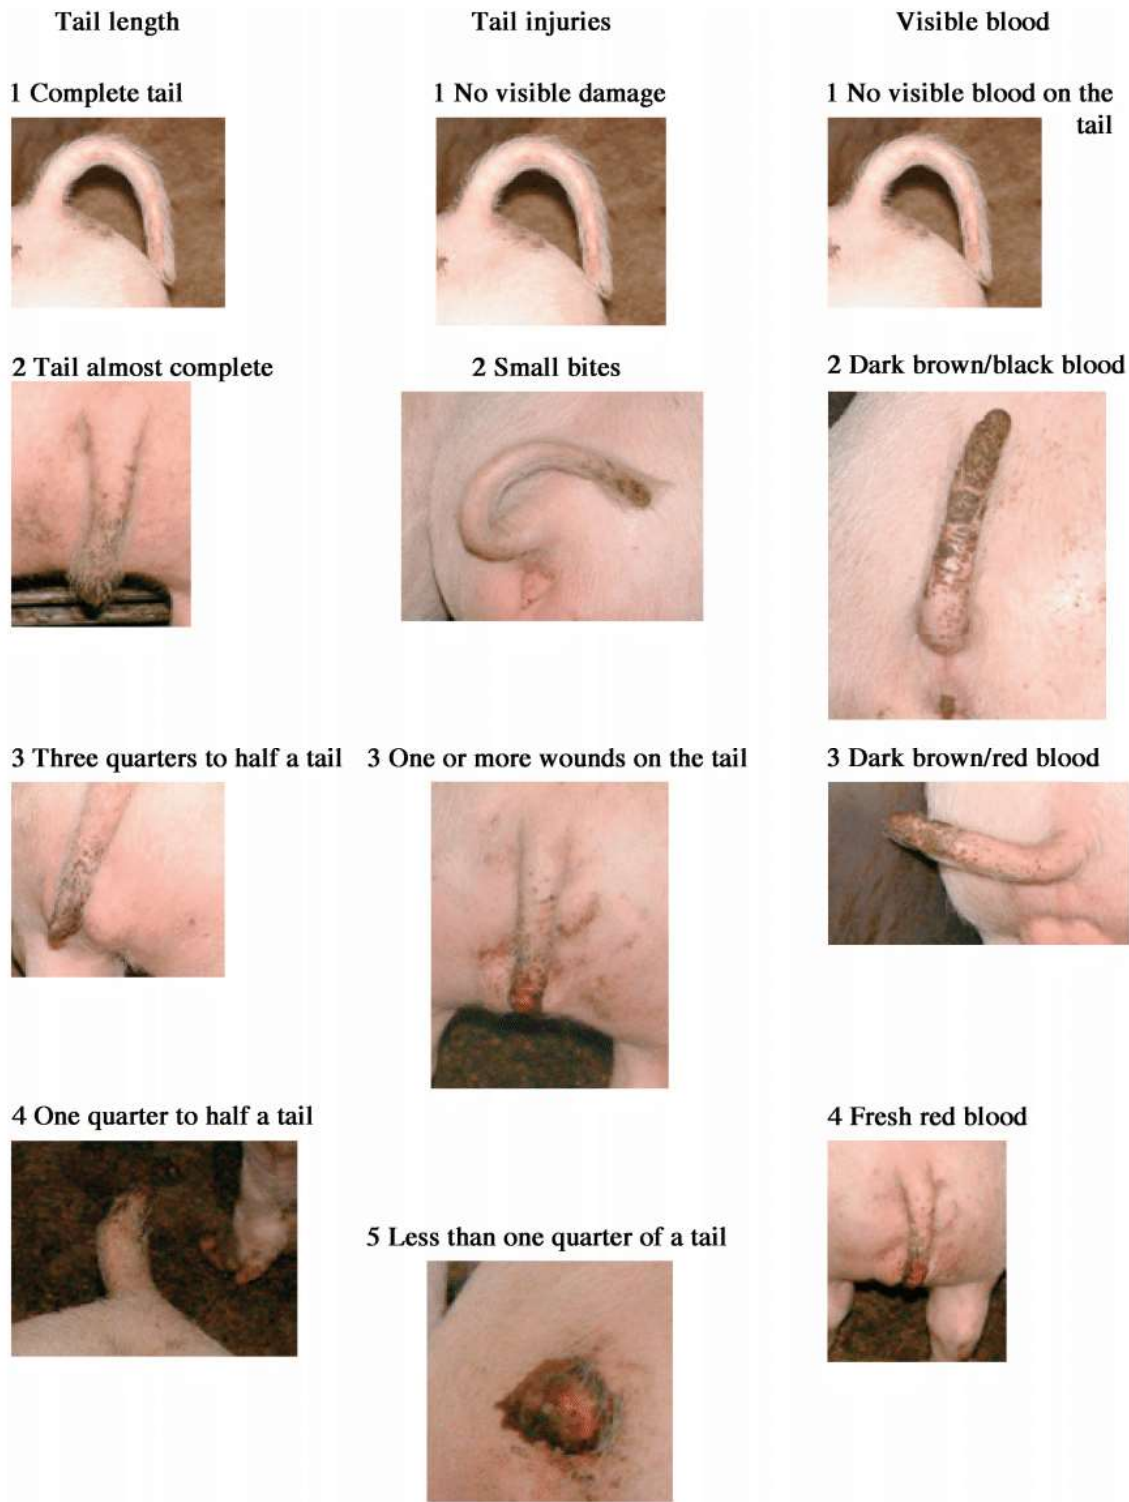 Tail length
Tail injuries
Visible blood
1 Complete tail
1 No visible damage
1 No visible blood on the
tail
2 Tail almost complete
2 Small bites
2 Dark brown/black blood
3 Three quarters to half a tail
3 One or more wounds on the tail
3 Dark brown/red blood
4 One quarter to half a tail
4 Fresh red blood
5 Less than one quarter of a tail